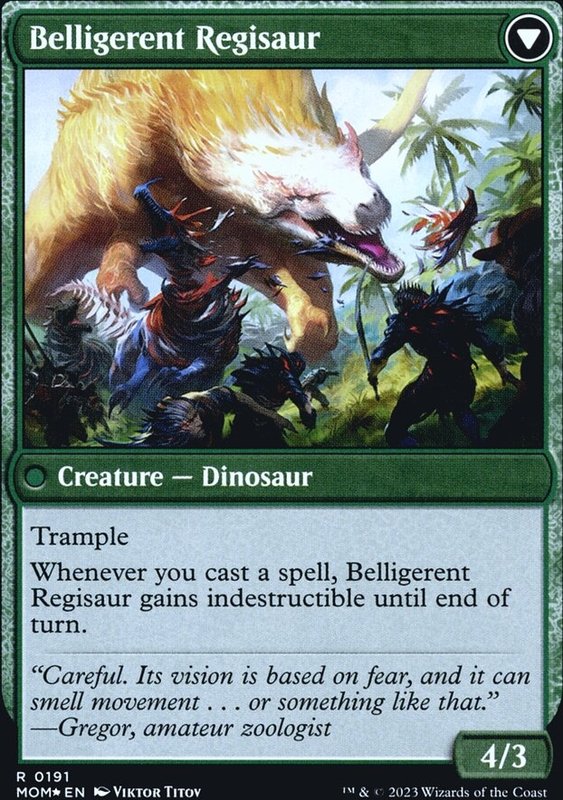 Belligerent Regisaur
Creature — Dinosaur
Trample
Whenever you cast a spell, Belligerent
Regisaur gains indestructible until end of
turn.
“Careful. Its vision is based on fear, and it can
smell movement . . . or something like that.”
—Gregor, amateur zoologist
4/3
R 0191
MOM★EN Viktor Titov
™ & © 2023 Wizards of the Coast